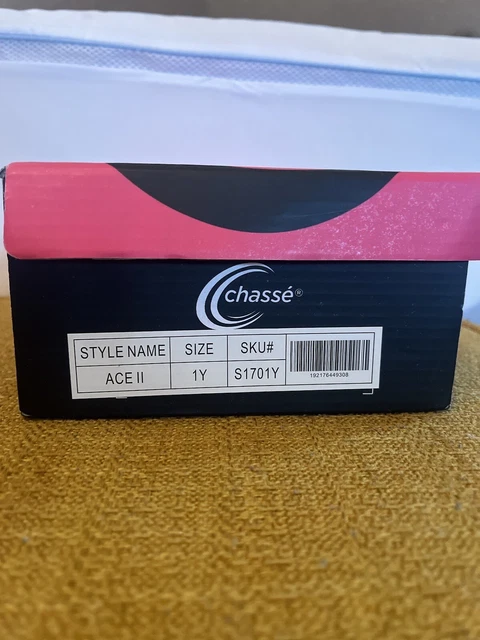 chassé®
STYLE NAME SIZE SKU#
ACE II 1Y S1701Y
192176449308